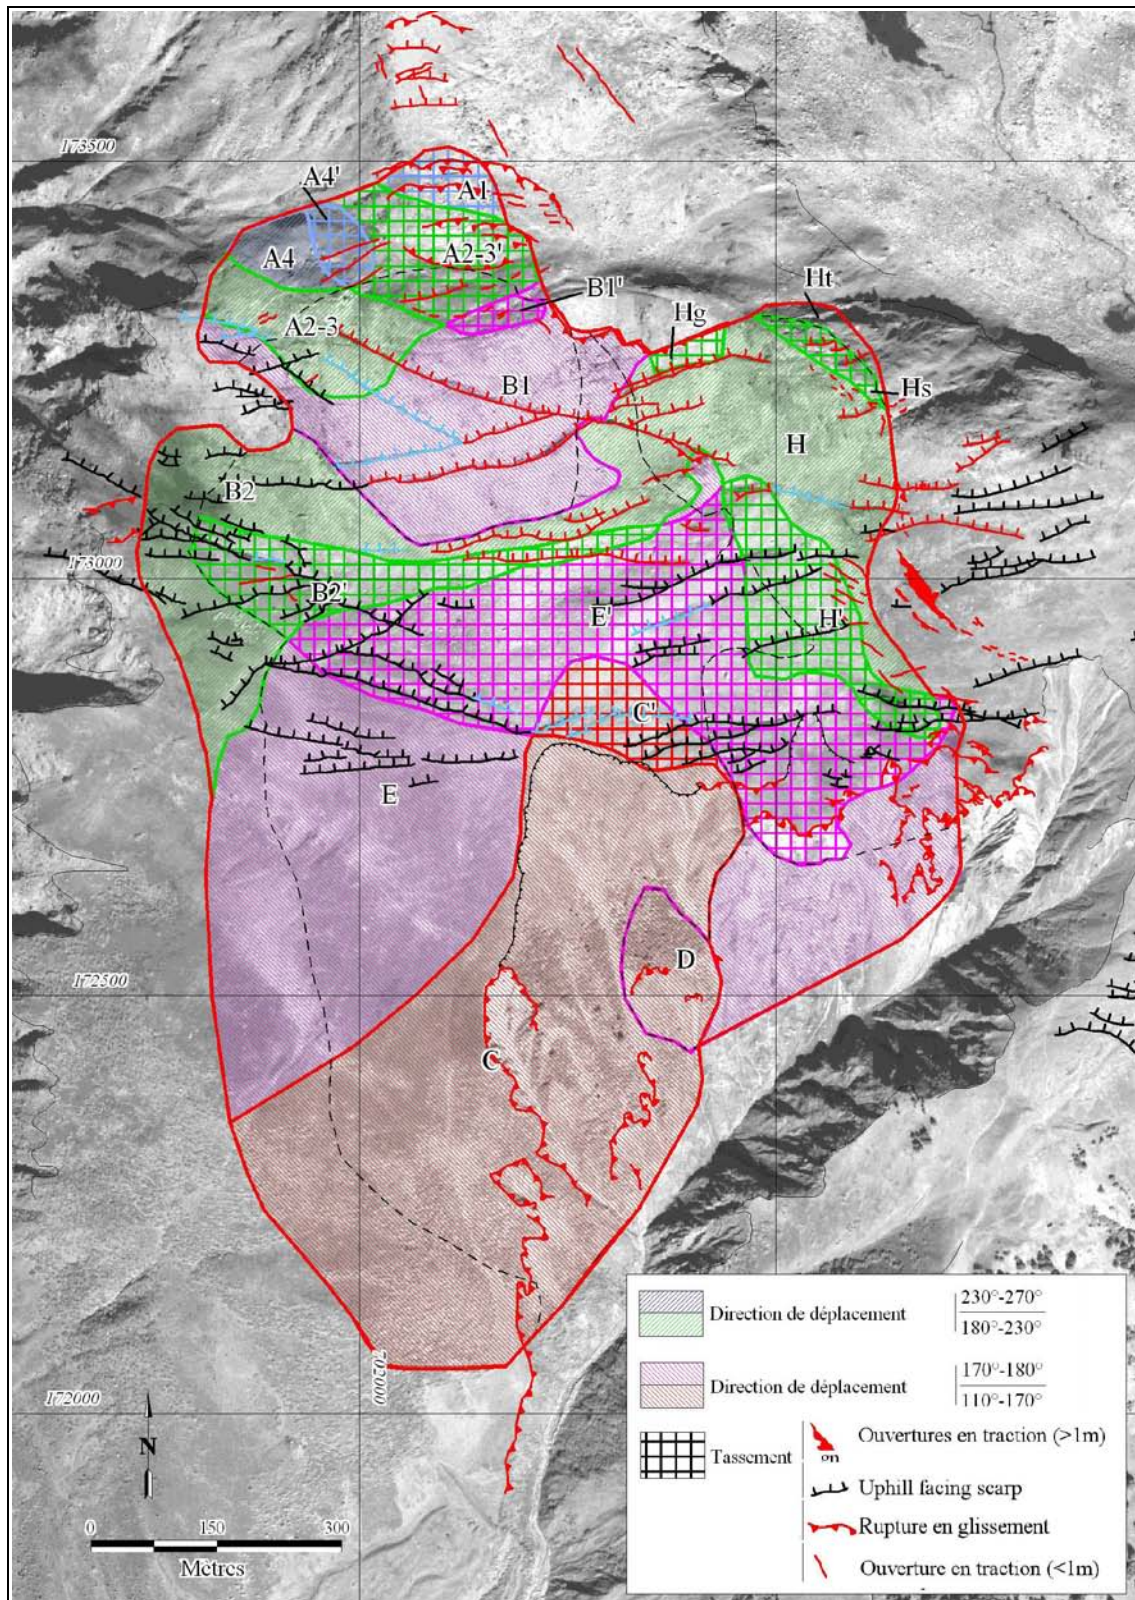 173500
A4'
A1
A4
A2-3'
B1'
Ht
Hg
A2-3
B1
Hs
H
B2
173000
B2'
E'
H'
C'
E
D
172500
C
172000
702000
N
0 150 300
Mètres
Direction de déplacement
230°-270°
180°-230°
Direction de déplacement
170°-180°
110°-170°
Tassement
Ouvertures en traction (>1m)
Uphill facing scarp
Rupture en glissement
Ouverture en traction (<1m)